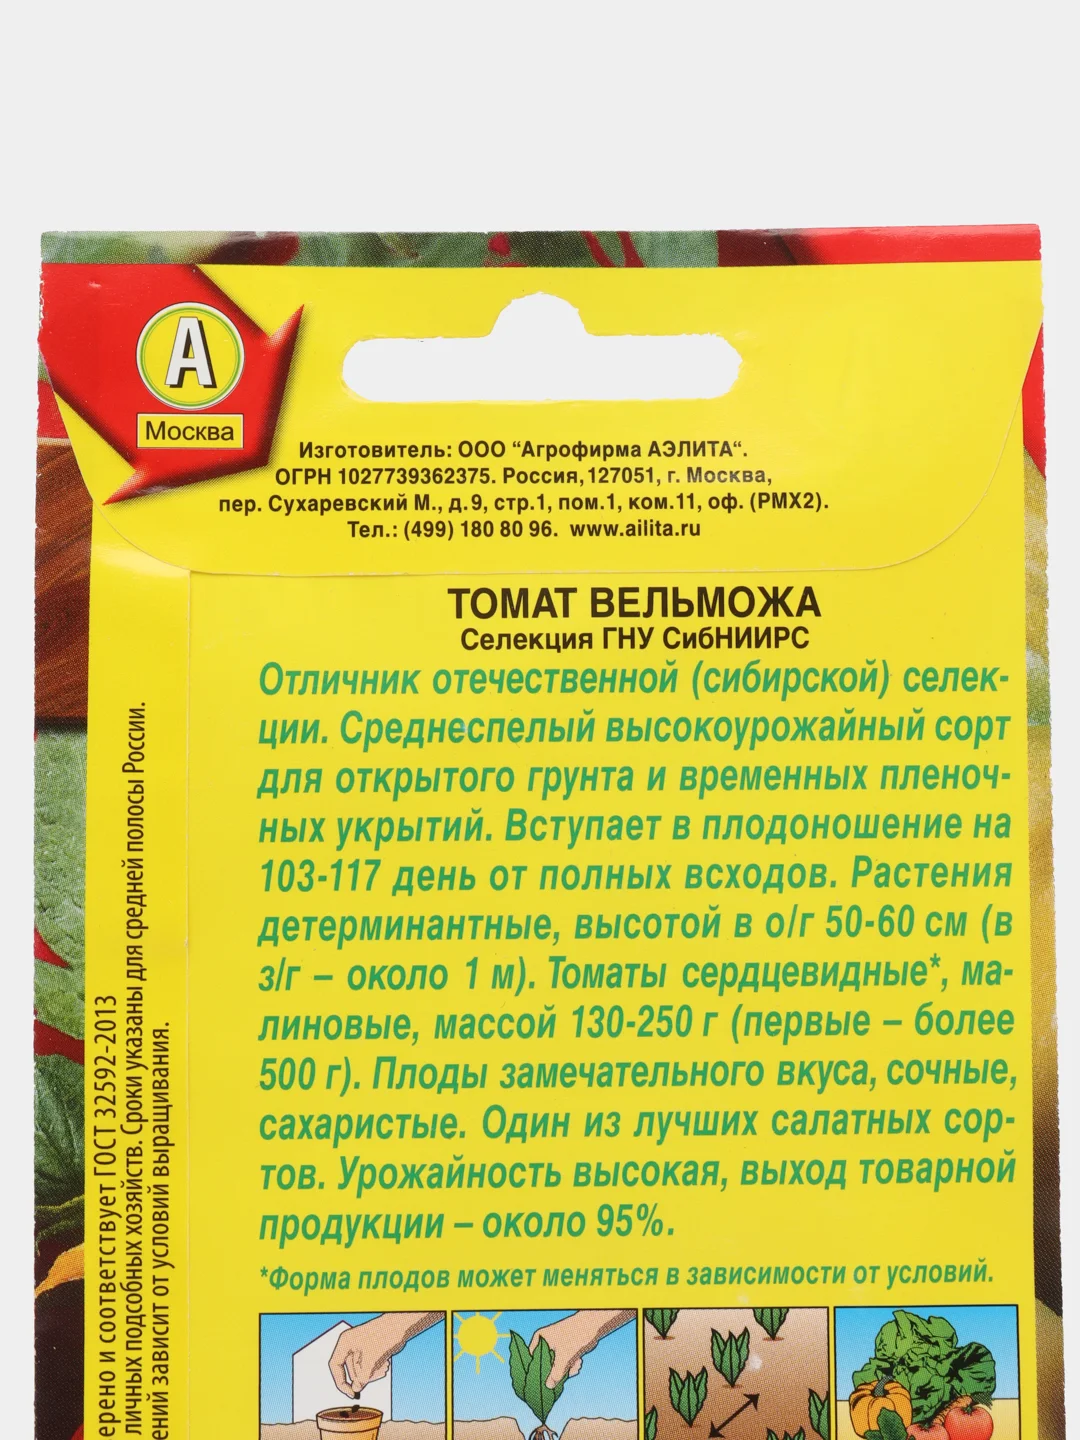 А
Москва
Изготовитель: ООО “Агрофирма АЭЛИТА“.
ОГРН 1027739362375. Россия, 127051, г. Москва,
пер. Сухаревский М., д.9, стр.1, пом.1, ком.11, оф. (РМХ2).
Тел.: (499) 180 80 96. www.ailita.ru
ТОМАТ ВЕЛЬМОЖА
Селекция ГНУ СибНИИРС
Отличник отечественной (сибирской) селек-
ции. Среднеспелый высокоурожайный сорт
для открытого грунта и временных пленоч-
ных укрытий. Вступает в плодоношение на
103-117 день от полных всходов. Растения
детерминантные, высотой в о/г 50-60 см (в
з/г – около 1 м). Томаты сердцевидные*, ма-
линовые, массой 130-250 г (первые – более
500 г). Плоды замечательного вкуса, сочные,
сахаристые. Один из лучших салатных сор-
тов. Урожайность высокая, выход товарной
продукции – около 95%.
*Форма плодов может меняться в зависимости от условий.
и соответствует ГОСТ 32592-2013
личных подсобных хозяйств. Сроки указаны для средней полосы России.
зависит от условий выращивания.